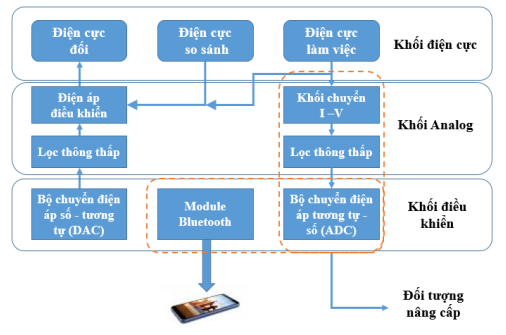 Điện cực
đối
Điện cực
so sánh
Điện cực
làm việc
Khối điện cực
Điện áp
điều khiển
Khối chuyển
I –V
Khối Analog
Lọc thông thấp
Lọc thông thấp
Bộ chuyển điện
áp số - tương
tự (DAC)
Module
Bluetooth
Bộ chuyển điện
áp tương tự -
số (ADC)
Khối điều
khiển
Đối tượng
nâng cấp